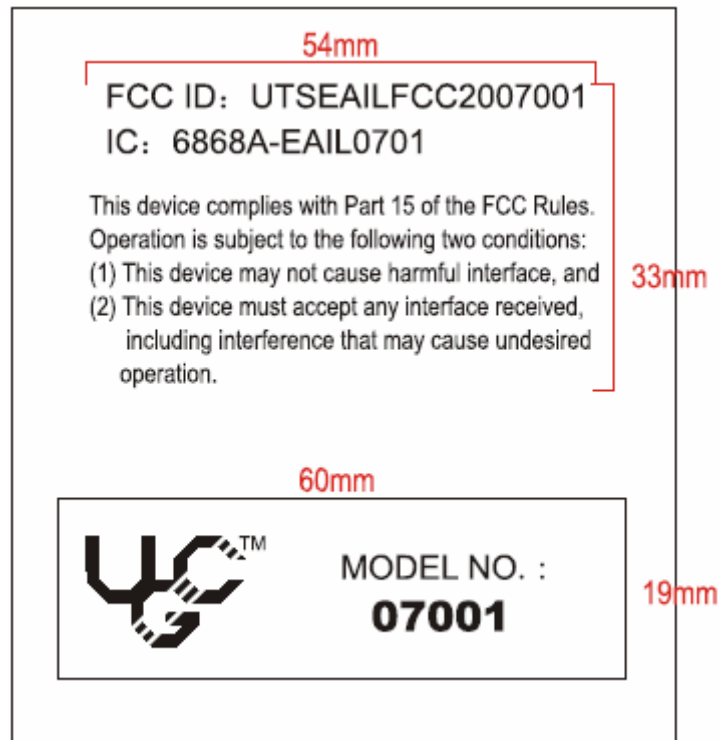 54mm
FCC ID: UTSEAILFCC2007001
IC: 6868A-EAIL0701
This device complies with Part 15 of the FCC Rules.
Operation is subject to the following two conditions:
(1) This device may not cause harmful interface, and
(2) This device must accept any interface received,
including interference that may cause undesired
operation.
33mm
60mm
UGC™
MODEL NO. :
07001
19mm